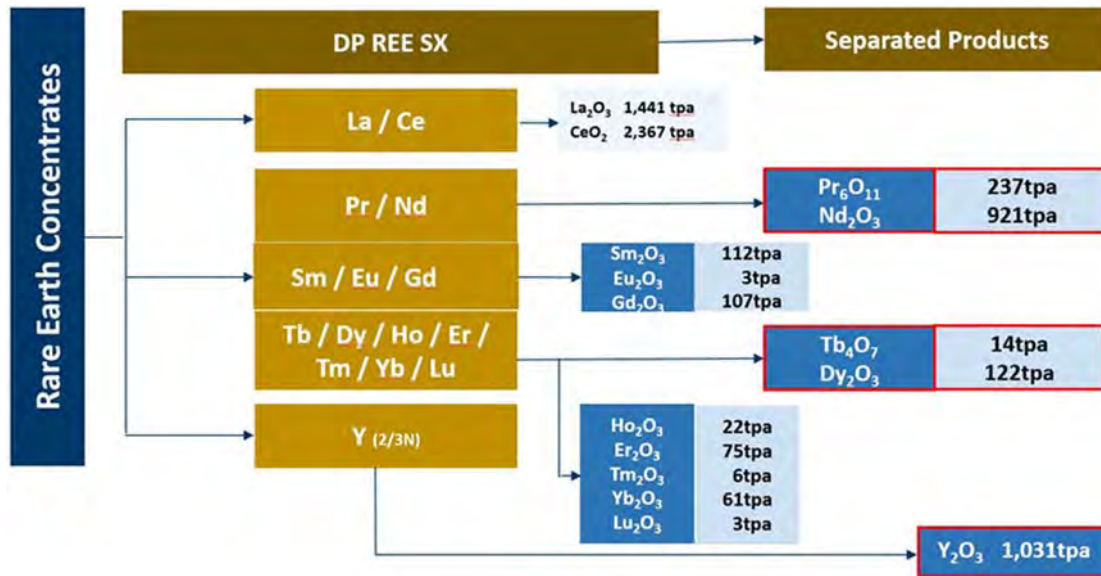 DP REE SX
Separated Products
Rare Earth Concentrates
La / Ce
La₂O₃ 1,441 tpa
CeO₂ 2,367 tpa
Pr / Nd
Pr₆O₁₁ 237tpa
Nd₂O₃ 921tpa
Sm / Eu / Gd
Sm₂O₃ 112tpa
Eu₂O₃ 3tpa
Gd₂O₃ 107tpa
Tb / Dy / Ho / Er /
Tm / Yb / Lu
Tb₄O₇ 14tpa
Dy₂O₃ 122tpa
Ho₂O₃ 22tpa
Er₂O₃ 75tpa
Tm₂O₃ 6tpa
Yb₂O₃ 61tpa
Lu₂O₃ 3tpa
Y (2/3N)
Y₂O₃ 1,031tpa